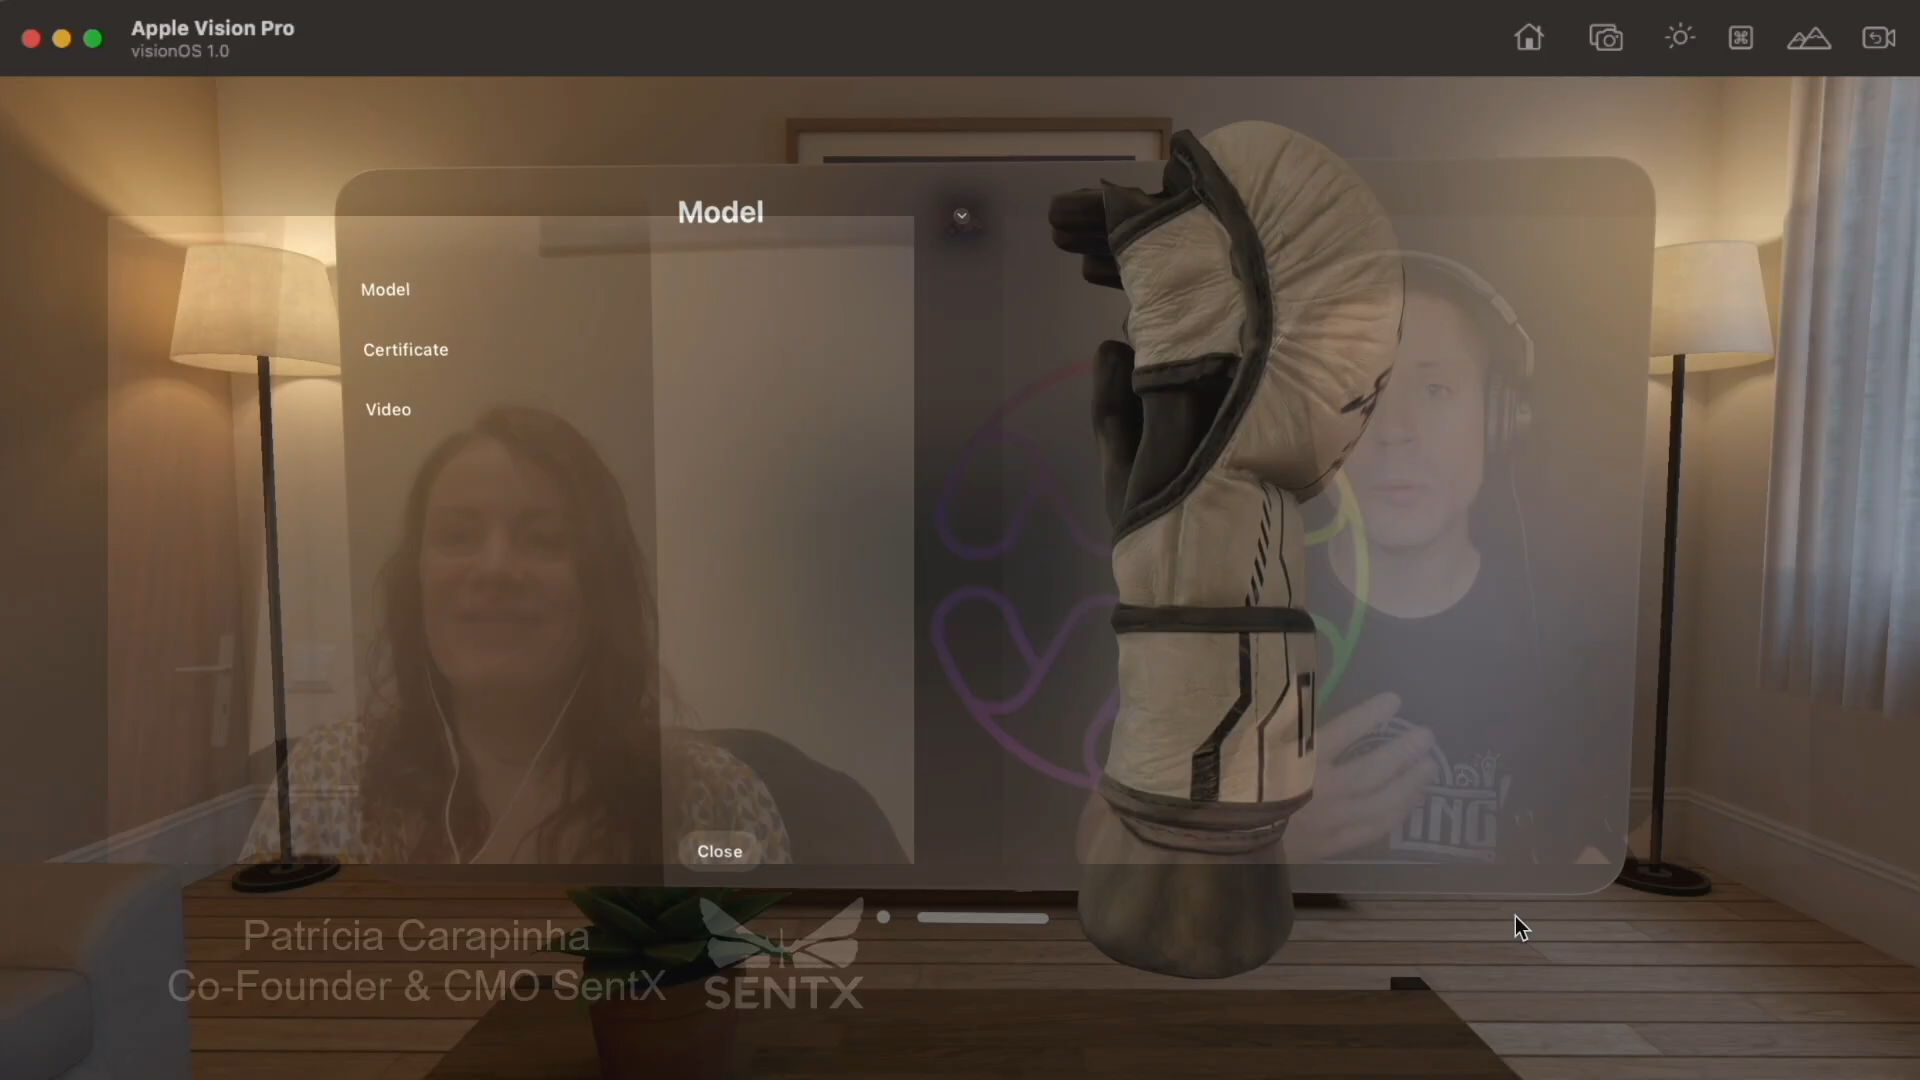 Apple Vision Pro
visionOS 1.0
Model
Model
Certificate
Video
Close
Patrícia Carapinha
Co-Founder & CMO SentX
SENTX